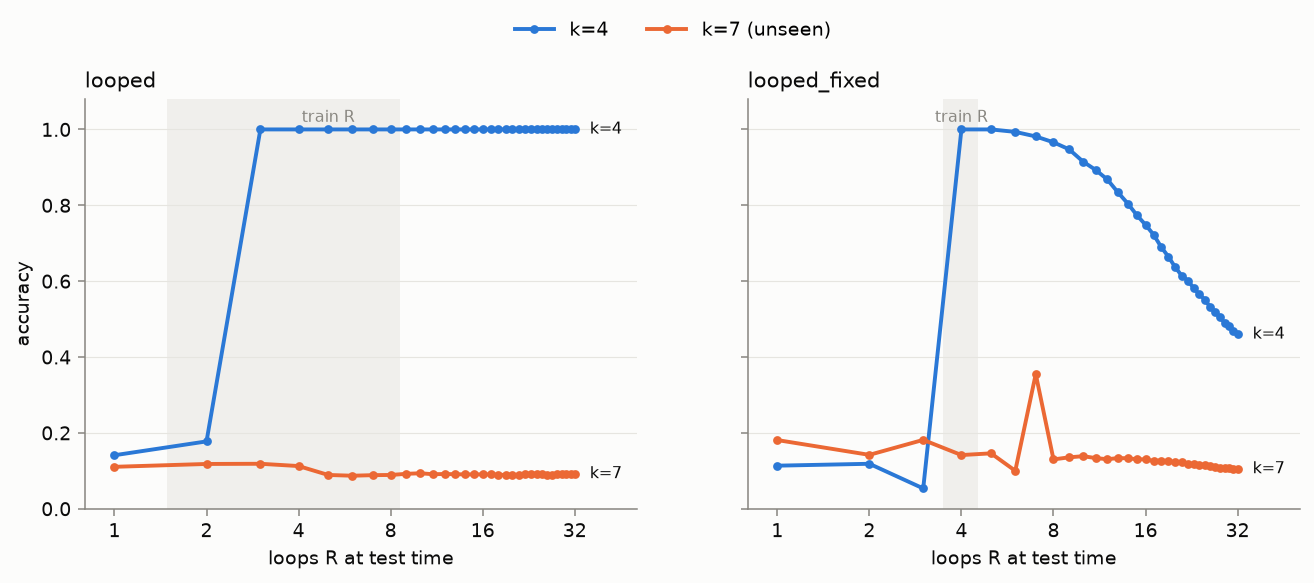 k=4 k=7 (unseen)
looped
train R
1.0
0.8
0.6
0.4
0.2
0.0
accuracy
k=4
k=7
1 2 4 8 16 32
loops R at test time
looped_fixed
train R
k=4
k=7
1 2 4 8 16 32
loops R at test time